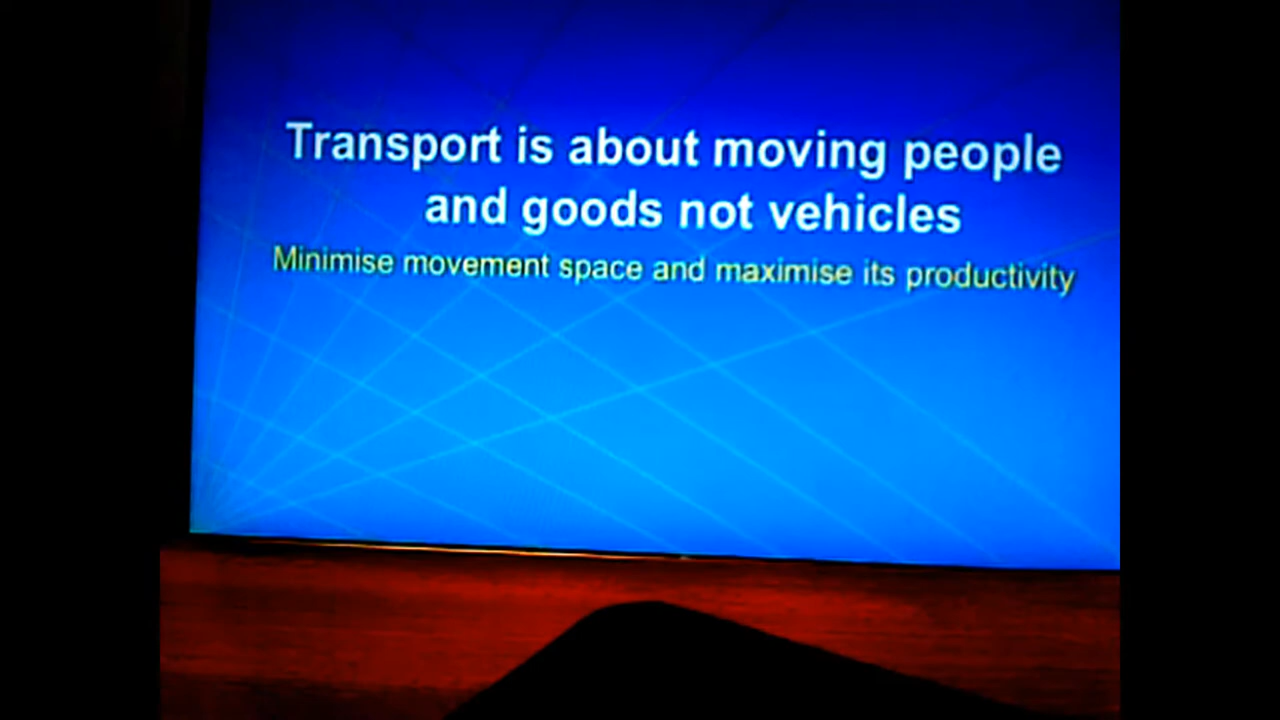 Transport is about moving people
and goods not vehicles
Minimise movement space and maximise its productivity